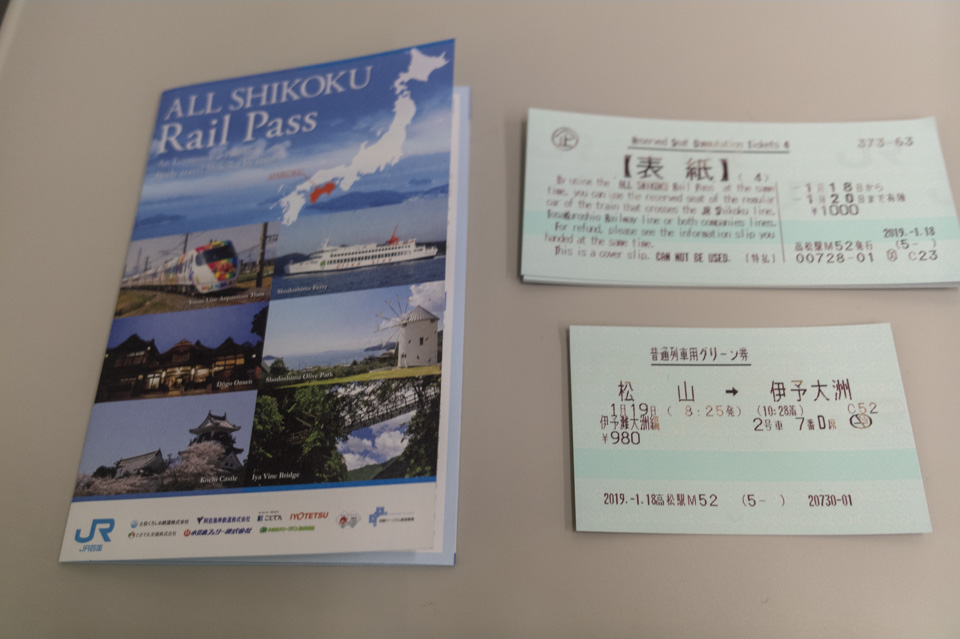 ALL SHIKOKU
Rail Pass
Shodoshima Ferry
Dōgo Onsen
Shodoshima Olive Park
Kochi Castle
Iya Vine Bridge
JR
JR四国
ことでん
IYOTETSU
企
Reserved Seat Commutation Tickets 4
373-63
【表紙】
(4)
By using the ALL SHIKOKU Rail Pass at the same
time, you can use the reserved seat of the regular
car of the train that crosses the JR Shikoku line,
TosaKuroshio Railway line or both companies lines.
For refund, please see the information slip you
handed at the same time.
This is a cover slip. CAN NOT BE USED. [特払]
1月18日から
1月20日まで有効
¥1000
2019.-1.18
高松駅M52発行 (5- )
00728-01 C23
普通列車用グリーン券
松 山 → 伊予大洲
1月19日 ( 8:25発) (10:28着) C52
伊予灘大洲編 2号車 7番D席
¥980
2019.-1.18高松駅M52 (5- ) 20730-01